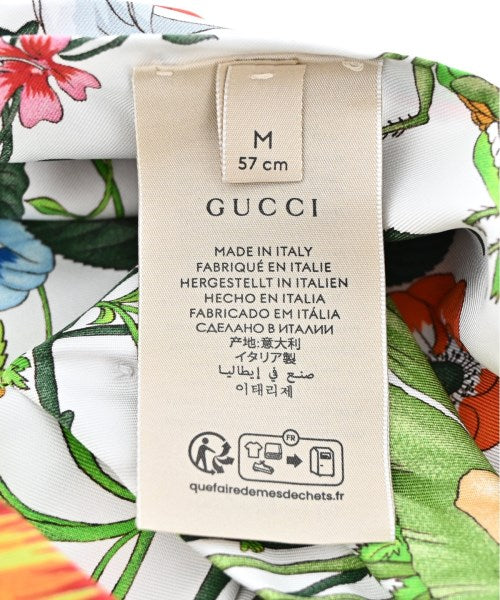 M
57 cm
GUCCI
MADE IN ITALY
FABRIQUÉ EN ITALIE
HERGESTELLT IN ITALIEN
HECHO EN ITALIA
FABRICADO EM ITÁLIA
СДЕЛАНО В ИТАЛИИ
产地:意大利
イタリア製
صنع في إيطاليا
이태리제
FR
quefairedemesdechets.fr